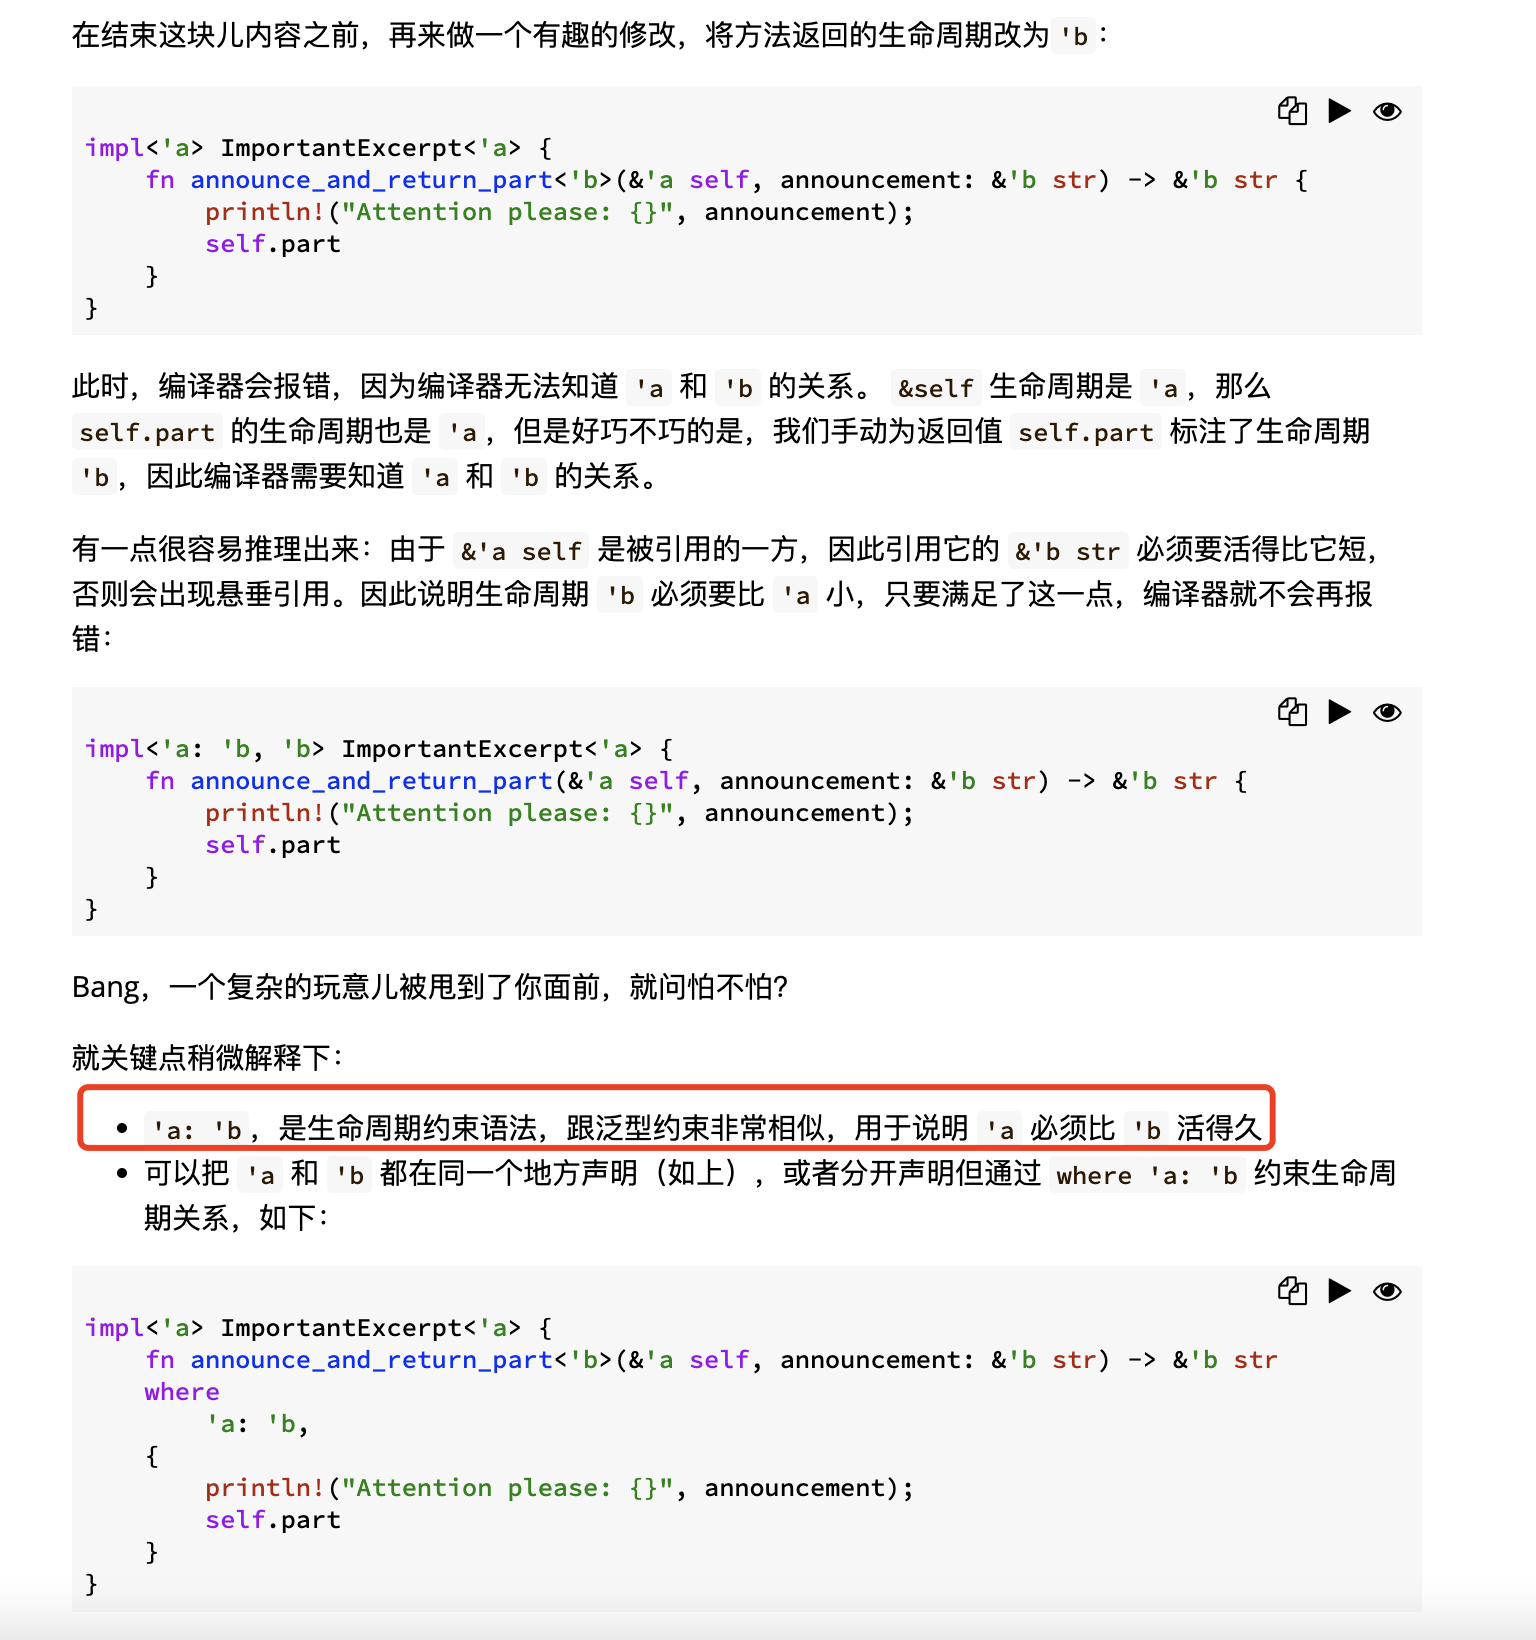 在结束这块儿内容之前，再来做一个有趣的修改，将方法返回的生命周期改为 'b：
impl<'a> ImportantExcerpt<'a> {
    fn announce_and_return_part<'b>(&'a self, announcement: &'b str) -> &'b str {
        println!("Attention please: {}", announcement);
        self.part
    }
}
此时，编译器会报错，因为编译器无法知道 'a 和 'b 的关系。 &self 生命周期是 'a，那么
self.part 的生命周期也是 'a，但是好巧不巧的是，我们手动为返回值 self.part 标注了生命周期
'b，因此编译器需要知道 'a 和 'b 的关系。
有一点很容易推理出来：由于 &'a self 是被引用的一方，因此引用它的 &'b str 必须要活得比它短，
否则会出现悬垂引用。因此说明生命周期 'b 必须要比 'a 小，只要满足了这一点，编译器就不会再报
错：
impl<'a: 'b, 'b> ImportantExcerpt<'a> {
    fn announce_and_return_part(&'a self, announcement: &'b str) -> &'b str {
        println!("Attention please: {}", announcement);
        self.part
    }
}
Bang，一个复杂的玩意儿被甩到了你面前，就问怕不怕？
就关键点稍微解释下：
• 'a: 'b，是生命周期约束语法，跟泛型约束非常相似，用于说明 'a 必须比 'b 活得久
• 可以把 'a 和 'b 都在同一个地方声明（如上），或者分开声明但通过 where 'a: 'b 约束生命周
期关系，如下：
impl<'a> ImportantExcerpt<'a> {
    fn announce_and_return_part<'b>(&'a self, announcement: &'b str) -> &'b str
    where
        'a: 'b,
    {
        println!("Attention please: {}", announcement);
        self.part
    }
}